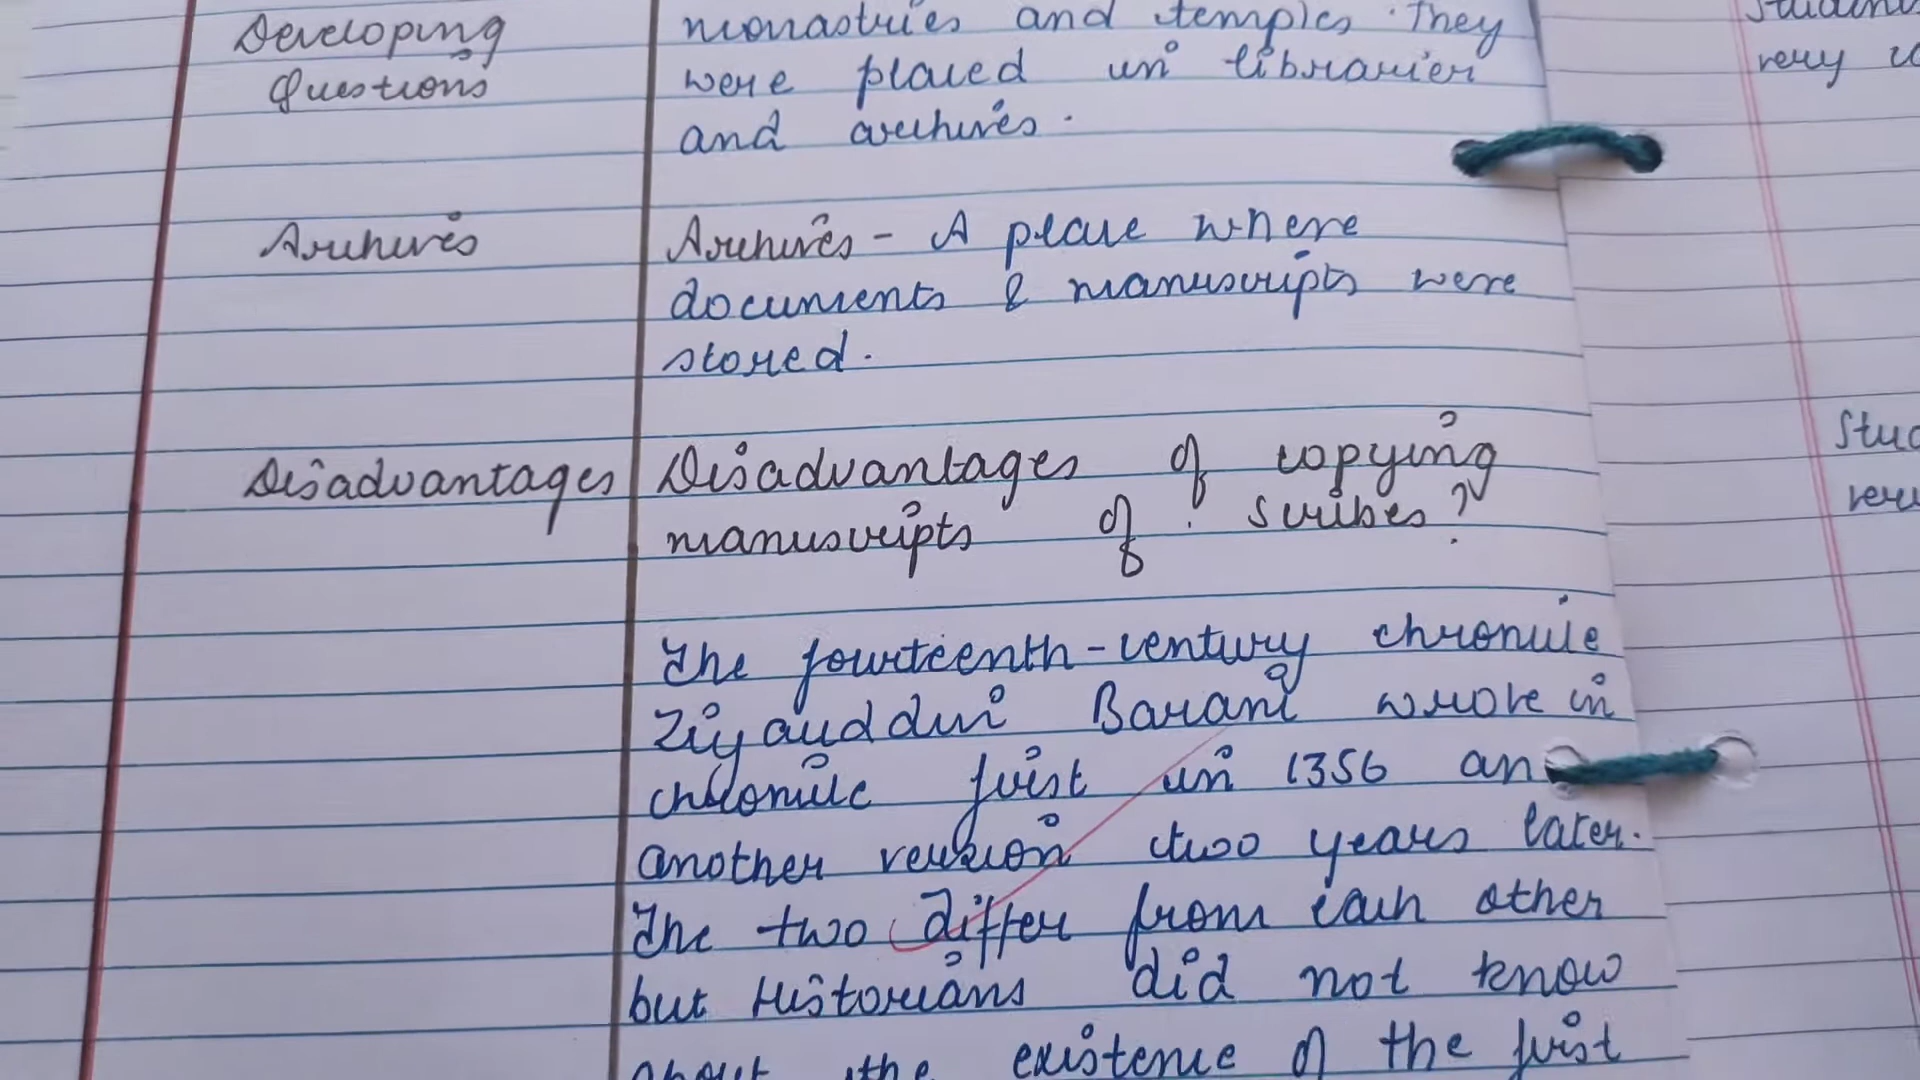 Developing
Questions
monastries and temples. They
were placed in librarier
and archives.
Archives
Archives - A place where
documents & manuscripts were
stored.
Disadvantages
Disadvantages of copying
manuscripts of scribes?
The fourteenth-century chronicle
Ziyauddin Barani wrote in
chronicle first in 1356 an
another version two years later.
The two differ from each other
but Historians did not know
about the existence of the first
very
Stud